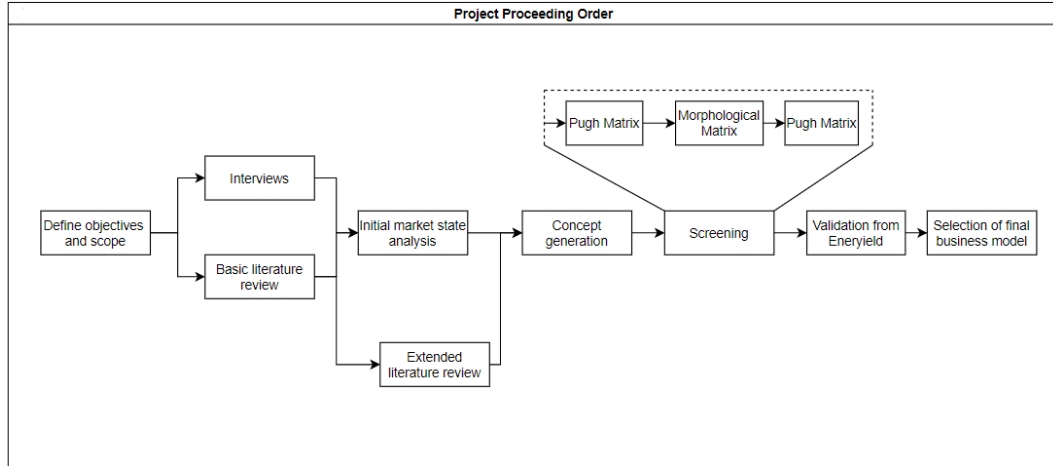 Project Proceeding Order
Pugh Matrix
Morphological
Matrix
Pugh Matrix
Interviews
Define objectives
and scope
Initial market state
analysis
Concept
generation
Screening
Validation from
Eneryield
Selection of final
business model
Basic literature
review
Extended
literature review